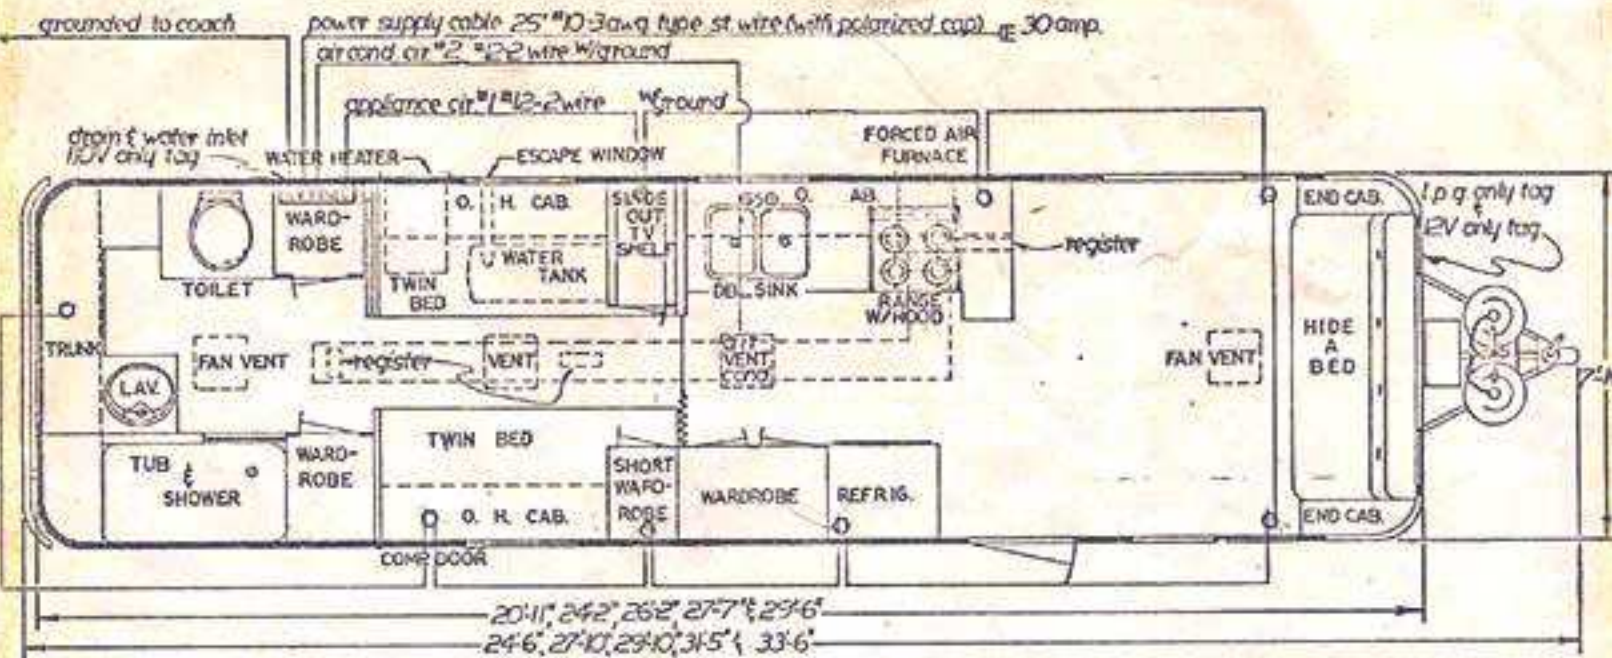 grounded to coach
power supply cable 25' #10-3 awg type st wire (with polarized cap) 30 amp.
air cond. cir #2, #12-2 wire w/ground
appliance cir #1 #12-2 wire w/ground
drain & water inlet
110V only tag
WATER HEATER
ESCAPE WINDOW
FORCED AIR
FURNACE
WARD-
ROBE
O. H. CAB.
SLIDE
OUT
TV
SHELF
O.
END CAB.
l.p.g only tag
&
12V only tag
register
TOILET
TWIN
BED
WATER
TANK
DBL. SINK
RANGE
W/HOOD
TRUNK
FAN VENT
register
VENT
air
VENT
cond
FAN VENT
HIDE
A
BED
LAV.
TUB
&
SHOWER
WARD-
ROBE
TWIN BED
O. H. CAB.
SHORT
WARD-
ROBE
WARDROBE
REFRIG.
END CAB.
COMP. DOOR
20'-11", 24'-2", 26'-2", 27'-7" & 29'-6"
24'-6", 27'-10", 29'-10", 31'-5" & 33'-6"